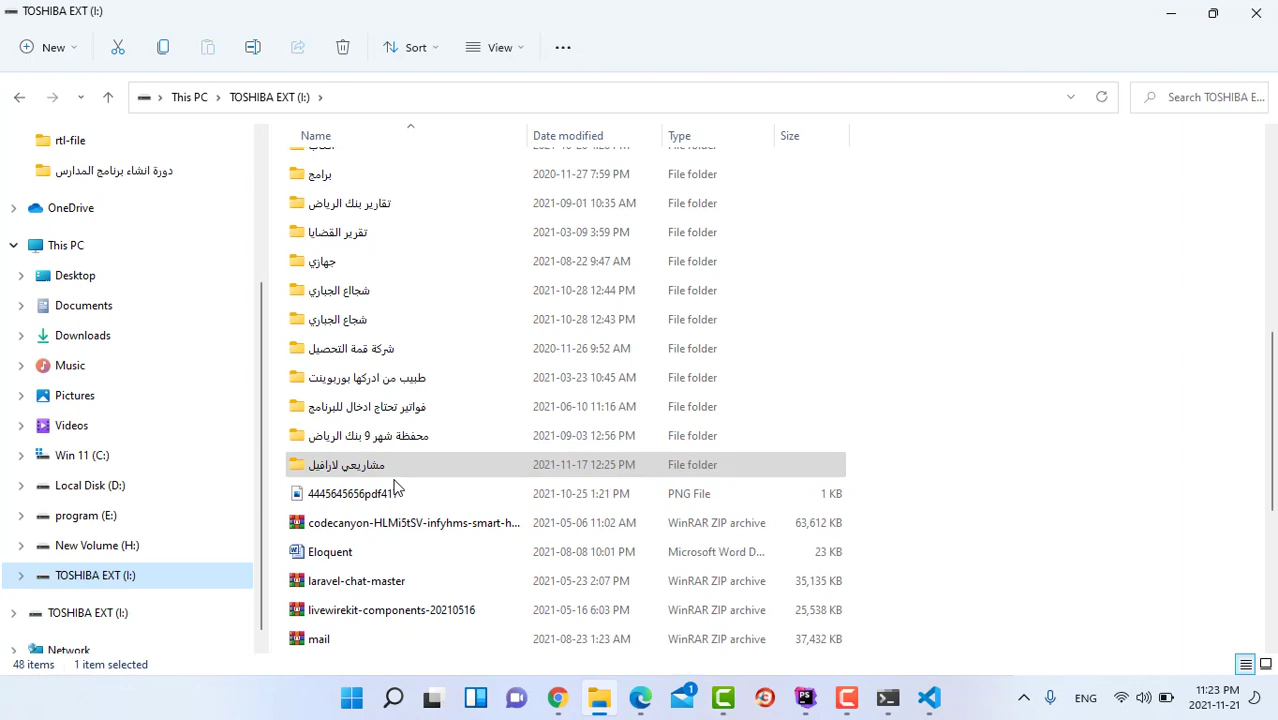 TOSHIBA EXT (I:)
New
Sort
View
This PC
TOSHIBA EXT (I:)
Search TOSHIBA E...
rtl-file
دورة انشاء برنامج المدارس
OneDrive
This PC
Desktop
Documents
Downloads
Music
Pictures
Videos
Win 11 (C:)
Local Disk (D:)
program (E:)
New Volume (H:)
TOSHIBA EXT (I:)
TOSHIBA EXT (I:)
Network
Name Date modified Type Size
برامج 2020-11-27 7:59 PM File folder
تقارير بنك الرياض 2021-09-01 10:35 AM File folder
تقرير القضايا 2021-03-09 3:59 PM File folder
جهازي 2021-08-22 9:47 AM File folder
شجااع الجباري 2021-10-28 12:44 PM File folder
شجاع الجباري 2021-10-28 12:43 PM File folder
شركة قمة التحصيل 2020-11-26 9:52 AM File folder
طبيب من ادركها بوربوينت 2021-03-23 10:45 AM File folder
فواتير تحتاج ادخال للبرنامج 2021-06-10 11:16 AM File folder
محفظة شهر 9 بنك الرياض 2021-09-03 12:56 PM File folder
مشاريعي لارافيل 2021-11-17 12:25 PM File folder
2021-10-25 1:21 PM PNG File 1 KB
codecanyon-HLMi5tSV-infyhms-smart-h... 2021-05-06 11:02 AM WinRAR ZIP archive 63,612 KB
Eloquent 2021-08-08 10:01 PM Microsoft Word D... 23 KB
laravel-chat-master 2021-05-23 2:07 PM WinRAR ZIP archive 35,135 KB
livewirekit-components-20210516 2021-05-16 6:03 PM WinRAR ZIP archive 25,538 KB
mail 2021-08-23 1:23 AM WinRAR ZIP archive 37,432 KB
48 items 1 item selected
1
PS
ENG
11:23 PM
2021-11-21